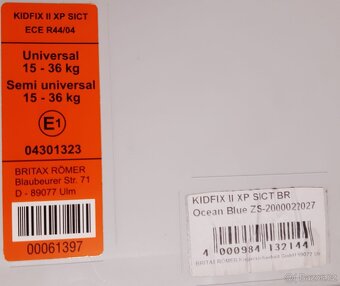 KIDFIX II XP SICT
ECE R44/04
Universal
15 - 36 kg
Semi universal
15 - 36 kg
E1
04301323
BRITAX RÖMER
Blaubeurer Str. 71
D - 89077 Ulm
00061397
KIDFIX II XP SICT BR
Ocean Blue ZS-2000022027
4 000984 132144
BRITAX RÖMER